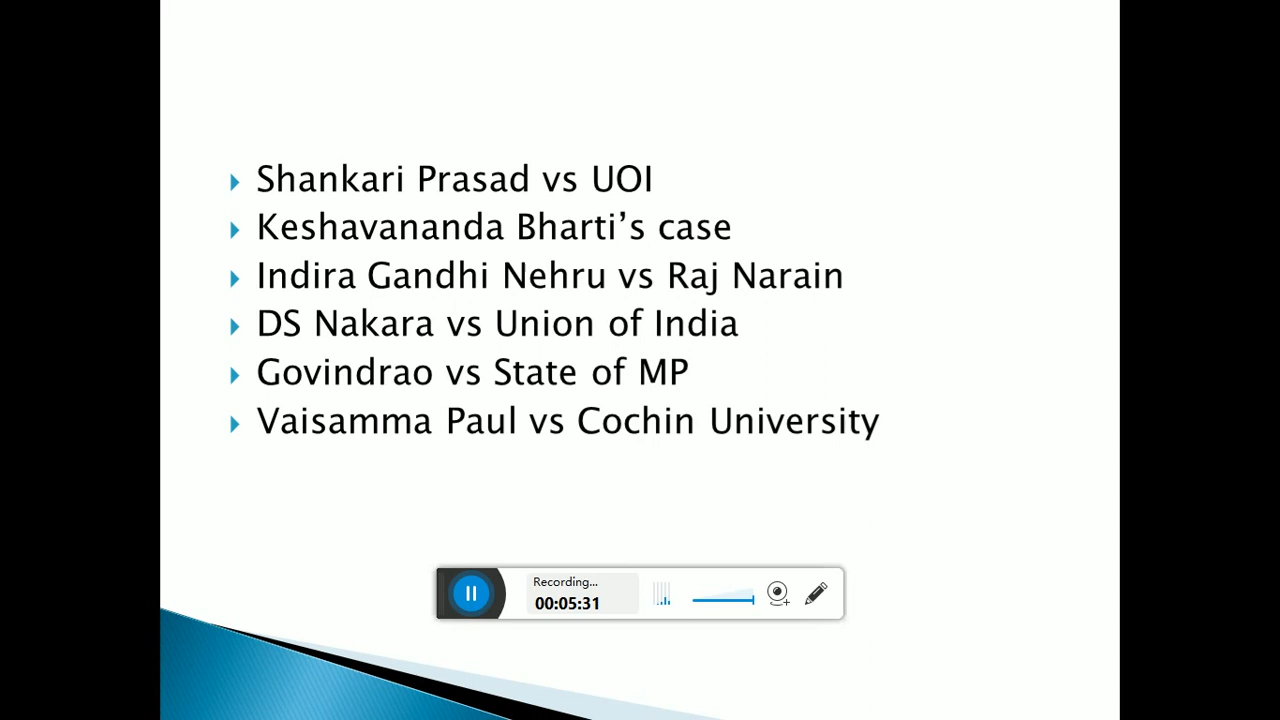 Shankari Prasad vs UOI
Keshavananda Bharti’s case
Indira Gandhi Nehru vs Raj Narain
DS Nakara vs Union of India
Govindrao vs State of MP
Vaisamma Paul vs Cochin University
Recording...
00:05:31